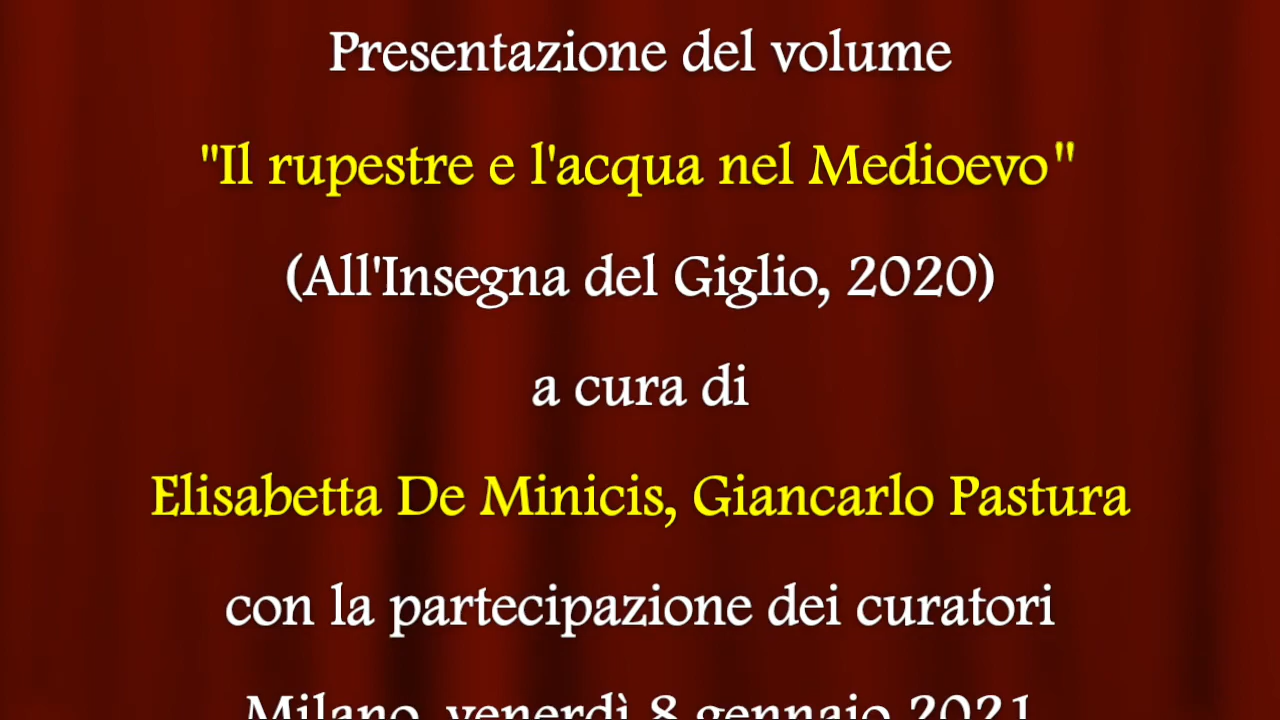 Presentazione del volume
"Il rupestre e l'acqua nel Medioevo"
(All'Insegna del Giglio, 2020)
a cura di
Elisabetta De Minicis, Giancarlo Pastura
con la partecipazione dei curatori
Milano, venerdì 8 gennaio 2021